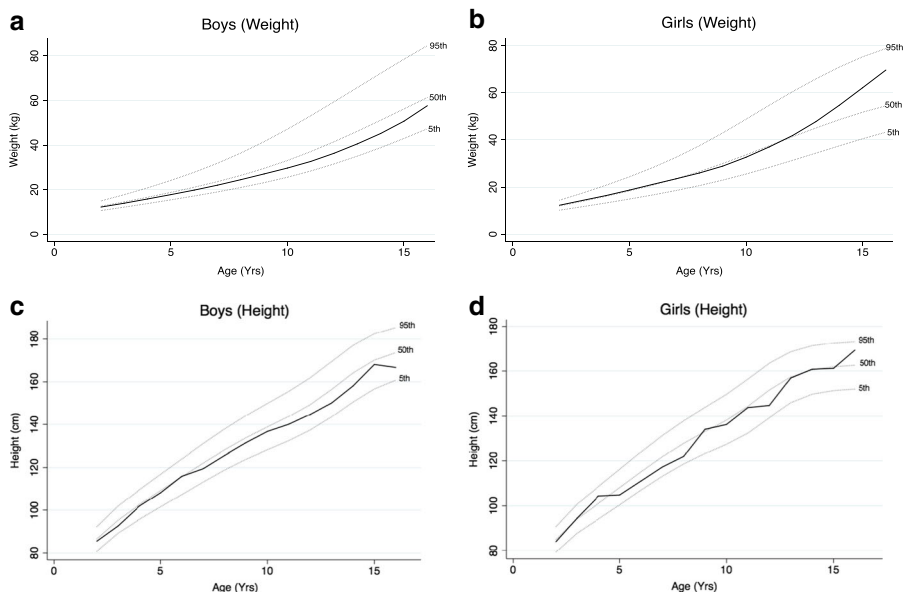 a
Boys (Weight)
Weight (kg)
80
60
40
20
0
95th
50th
5th
0 5 10 15
Age (Yrs)
b
Girls (Weight)
Weight (kg)
80
60
40
20
0
95th
50th
5th
0 5 10 15
Age (Yrs)
c
Boys (Height)
Height (cm)
180
160
140
120
100
80
95th
50th
5th
0 5 10 15
Age (Yrs)
d
Girls (Height)
Height (cm)
180
160
140
120
100
80
95th
50th
5th
0 5 10 15
Age (Yrs)